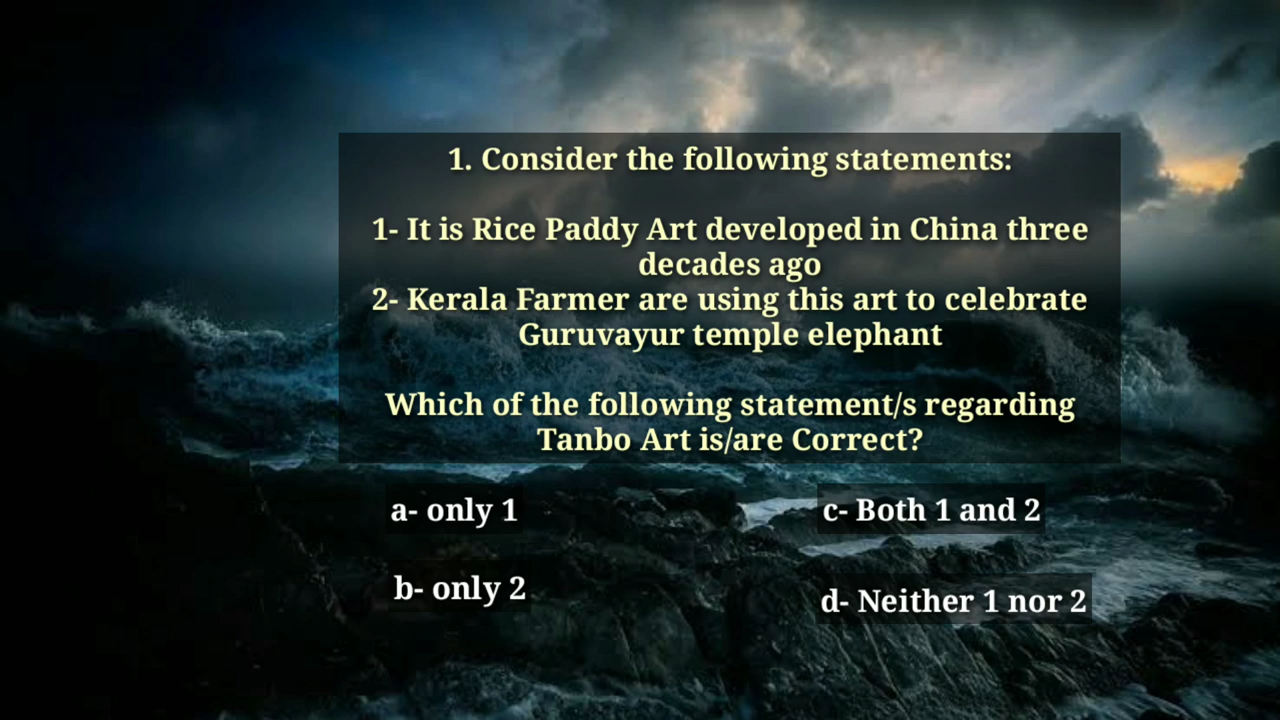 1. Consider the following statements:
1- It is Rice Paddy Art developed in China three
decades ago
2- Kerala Farmer are using this art to celebrate
Guruvayur temple elephant
Which of the following statement/s regarding
Tanbo Art is/are Correct?
a- only 1
b- only 2
c- Both 1 and 2
d- Neither 1 nor 2